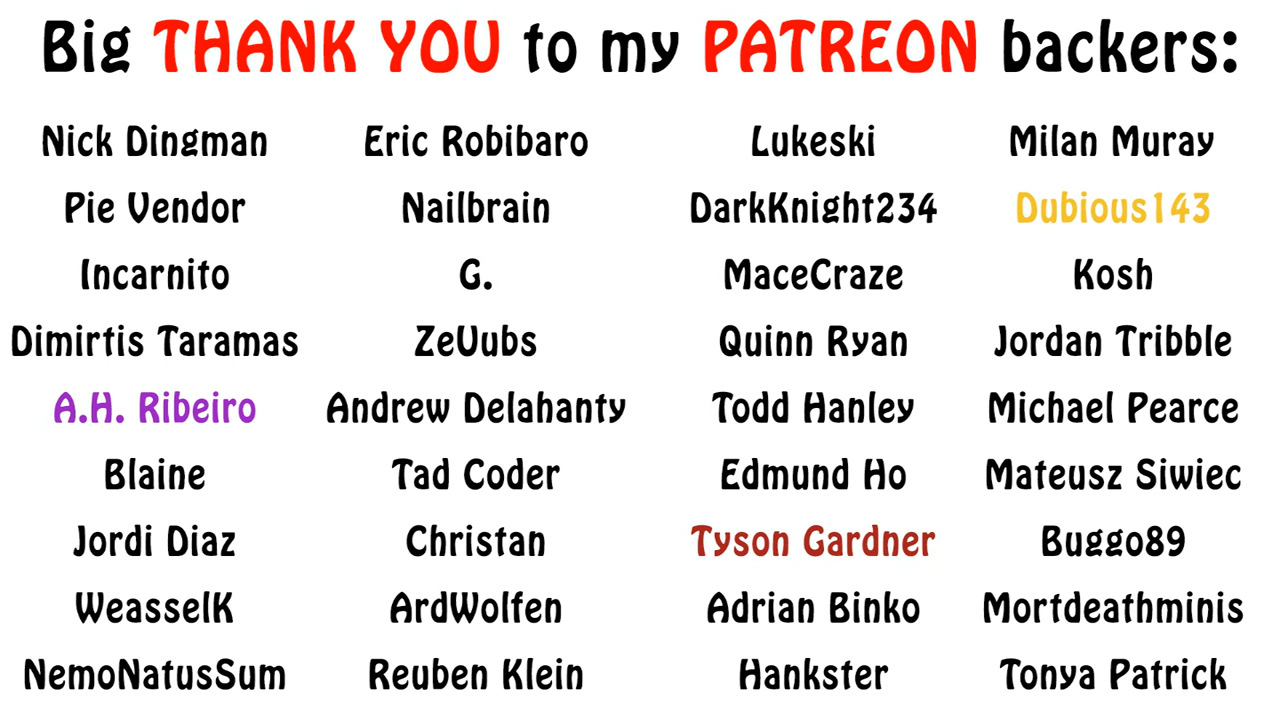 Big THANK YOU to my PATREON backers:
Nick Dingman Eric Robibaro Lukeski Milan Muray
Pie Vendor Nailbrain DarkKnight234 Dubious143
Incarnito G. MaceCraze Kosh
Dimirtis Taramas ZeVubs Quinn Ryan Jordan Tribble
A.H. Ribeiro Andrew Delahanty Todd Hanley Michael Pearce
Blaine Tad Coder Edmund Ho Mateusz Siwiec
Jordi Diaz Christan Tyson Gardner Buggo89
WeasselK ArdWolfen Adrian Binko Mortdeathminis
NemoNatusSum Reuben Klein Hankster Tonya Patrick